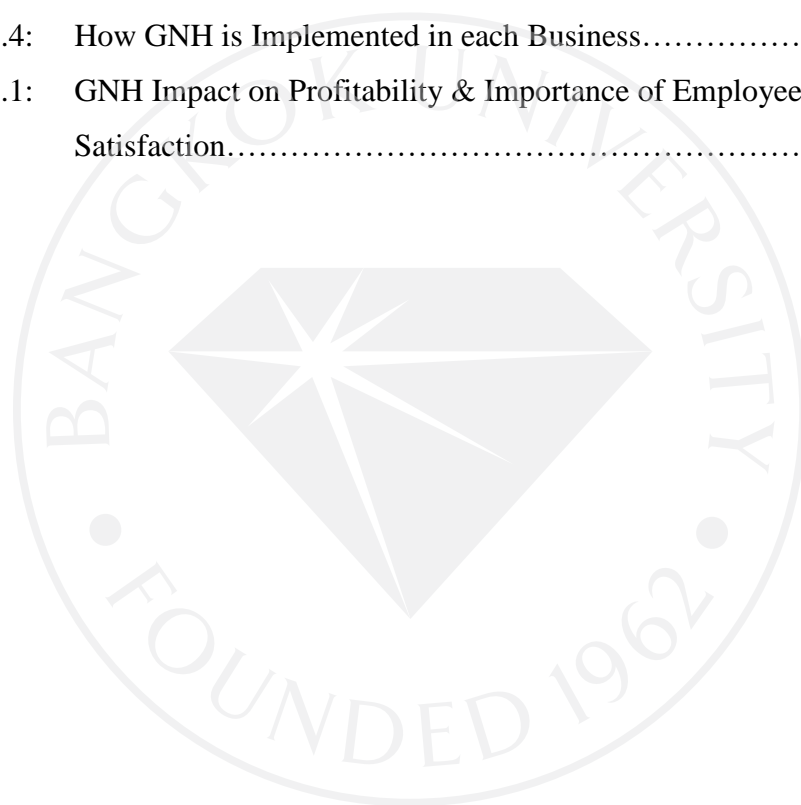 .4: How GNH is Implemented in each Business……………
.1: GNH Impact on Profitability & Importance of Employee
Satisfaction……………………………………………………
BANGKOK UNIVERSITY
• FOUNDED 1962 •